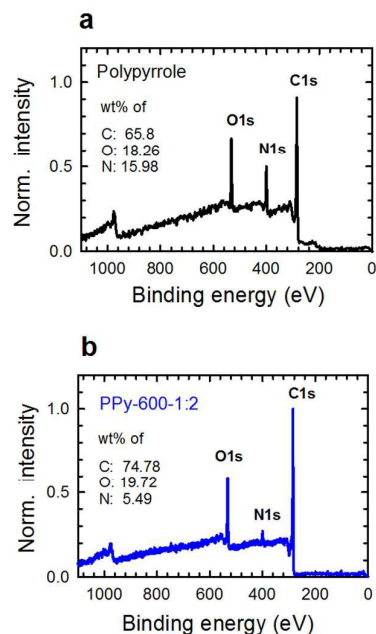 a
Polypyrrole
wt% of
C: 65.8
O: 18.26
N: 15.98
O1s
N1s
C1s
Norm. intensity
1.0
0.5
0.0
1000 800 600 400 200 0
Binding energy (eV)
b
PPy-600-1:2
wt% of
C: 74.78
O: 19.72
N: 5.49
O1s
N1s
C1s
Norm. intensity
1.0
0.5
0.0
1000 800 600 400 200 0
Binding energy (eV)